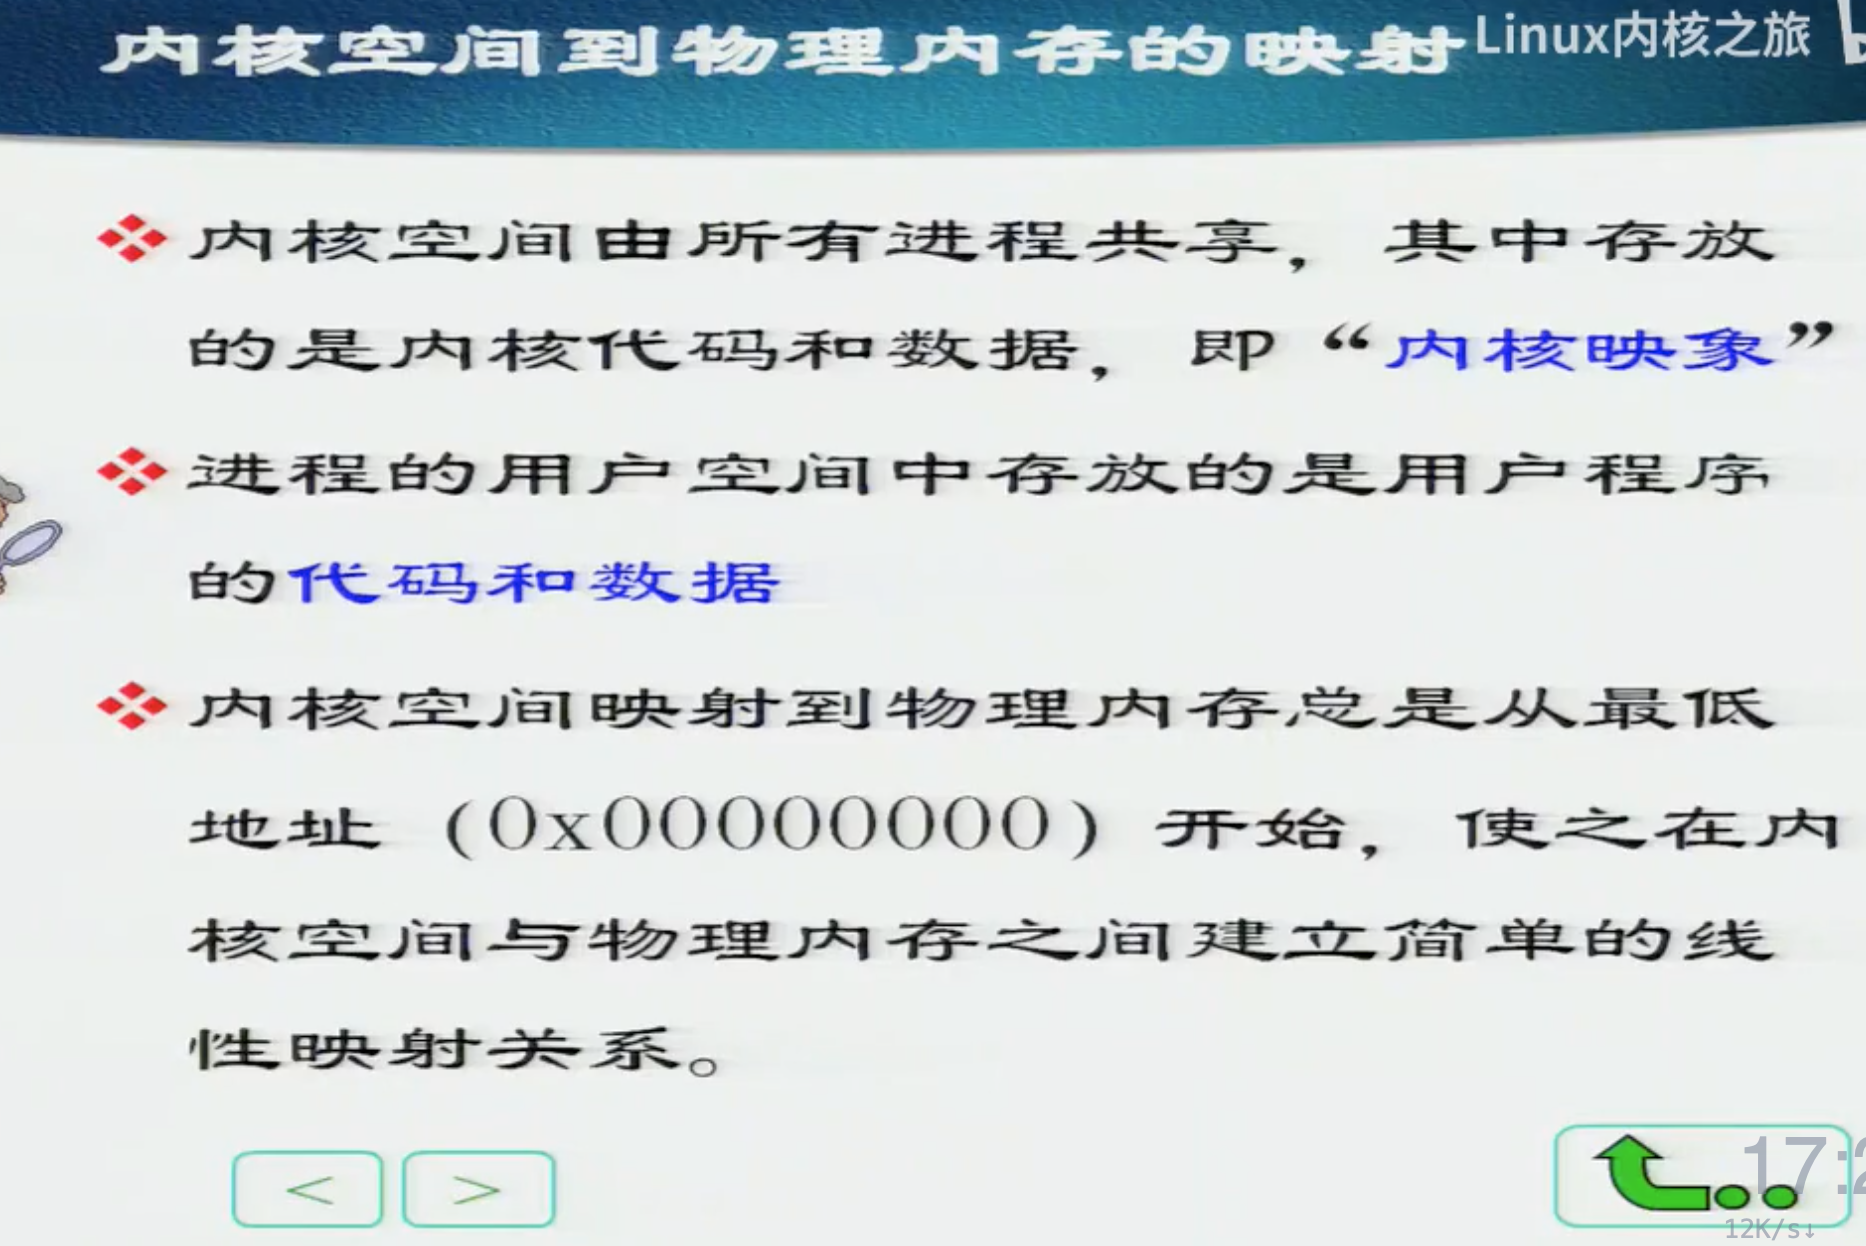 内核空间到物理内存的映射
Linux内核之旅
内核空间由所有进程共享，其中存放
的是内核代码和数据，即“内核映象”
进程的用户空间中存放的是用户程序
的代码和数据
内核空间映射到物理内存总是从最低
地址（0x00000000）开始，使之在内
核空间与物理内存之间建立简单的线
性映射关系。
< >
17:2
12K/s↓